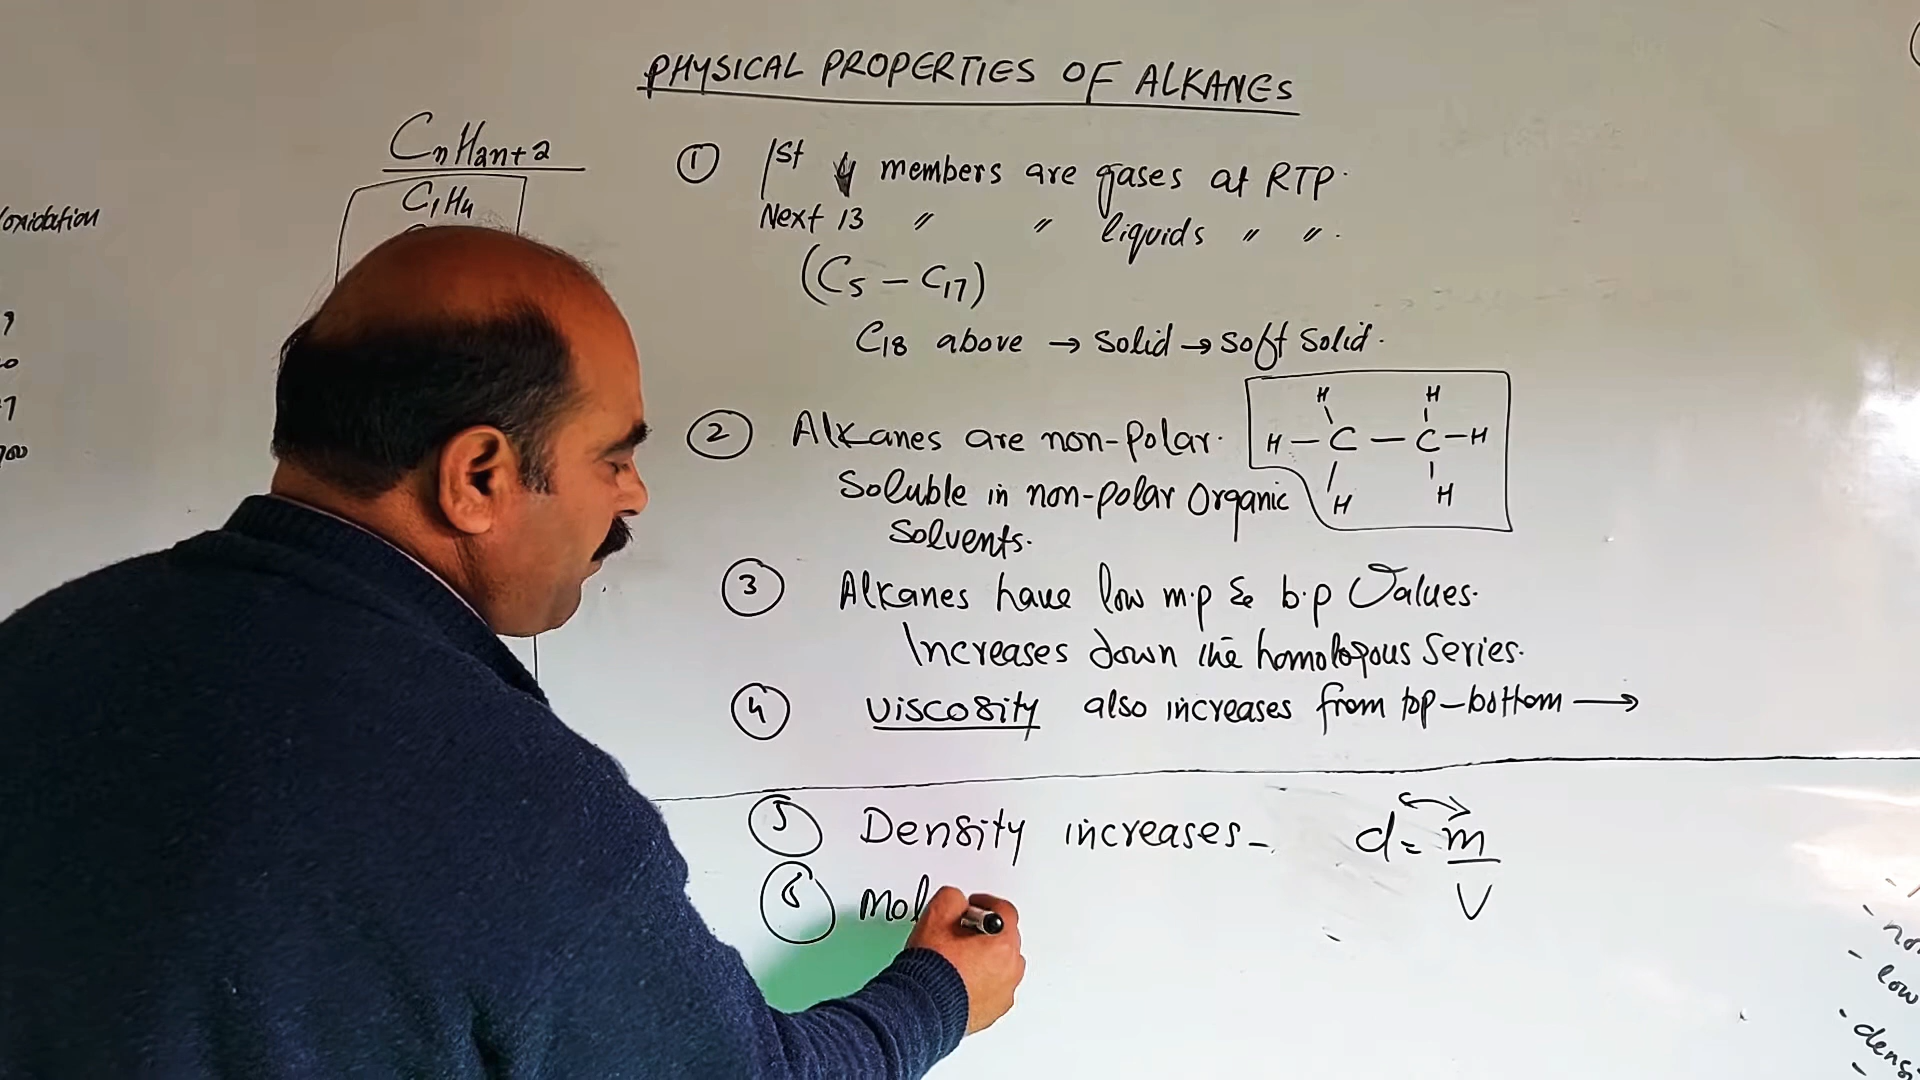 PHYSICAL PROPERTIES OF ALKANES
CnH2n+2
C1H4
oxidation
① 1st 4 members are gases at RTP.
Next 13 〃 〃 liquids 〃 〃.
(C5 – C17)
C18 above → Solid → Soft Solid.
② Alkanes are non-polar.
Soluble in non-polar Organic
Solvents.
H H
H – C – C – H
H H
③ Alkanes have low m.p & b.p Values.
Increases down the homologous Series.
④ Viscosity also increases from top – bottom →
⑤ Density increases –
d = m
V
⑥ Mol
low